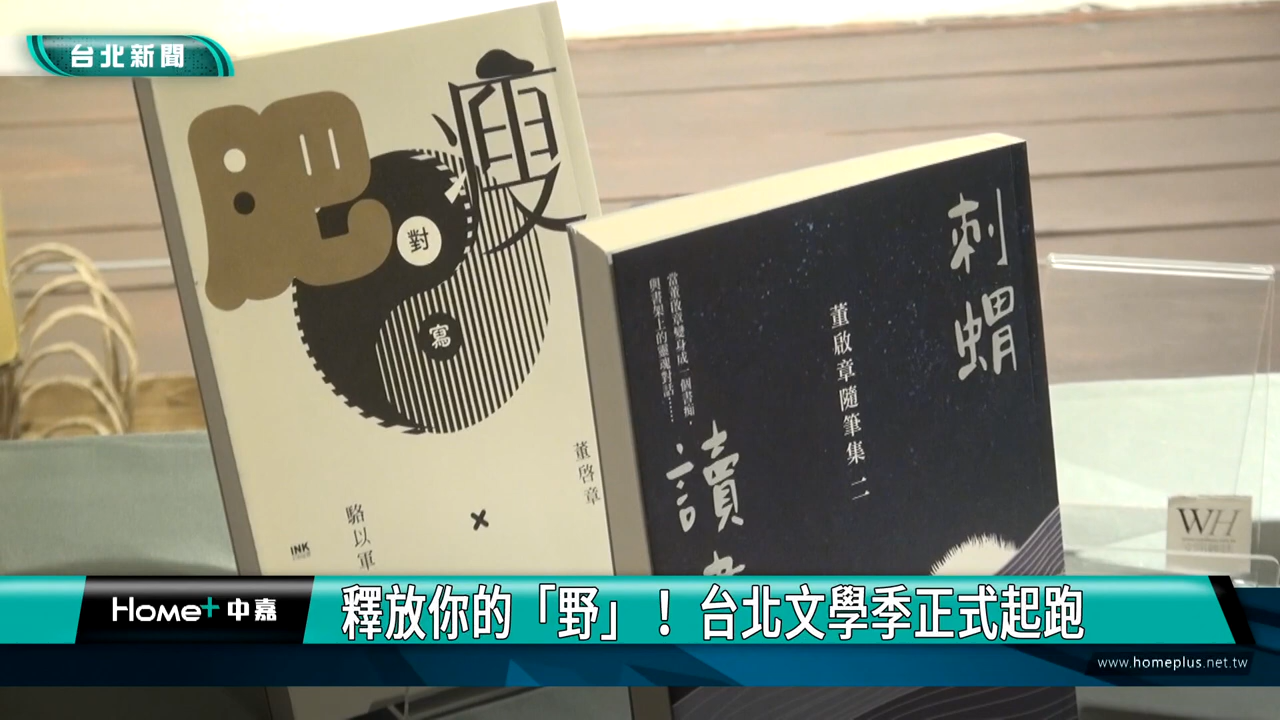 台北新聞
肥
瘦
對
寫
董啓章
×
駱以軍
INK
刺蝟
讀
董啟章隨筆集 二
當董啟章變身成一個書痴,
與書架上的靈魂對話……
WH
Home+ 中嘉
釋放你的「野」! 台北文學季正式起跑
www.homeplus.net.tw